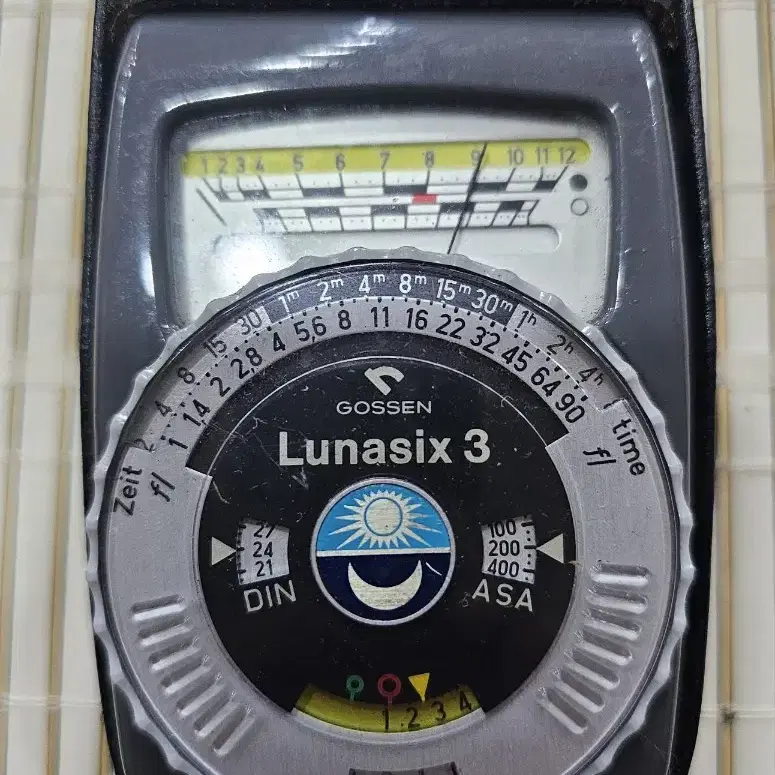 1 2 3 4 5 6 7 8 9 10 11 12
Zeit 2 4 8 15 30 1m 2m 4m 8m 15m 30m 1h 2h 4h time
f/ 1 1,4 2 2,8 4 5,6 8 11 16 22 32 45 64 90 f/
GOSSEN
Lunasix 3
27
24
21
DIN
100
200
400
ASA
1 2 3 4